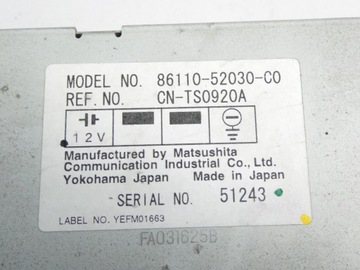 MODEL NO. 86110-52030-C0
REF. NO. CN-TS0920A
12V
Manufactured by Matsushita
Communication Industrial Co., Ltd.
Yokohama Japan Made in Japan
SERIAL NO. 51243
LABEL NO. YEFM01663
FA031625B